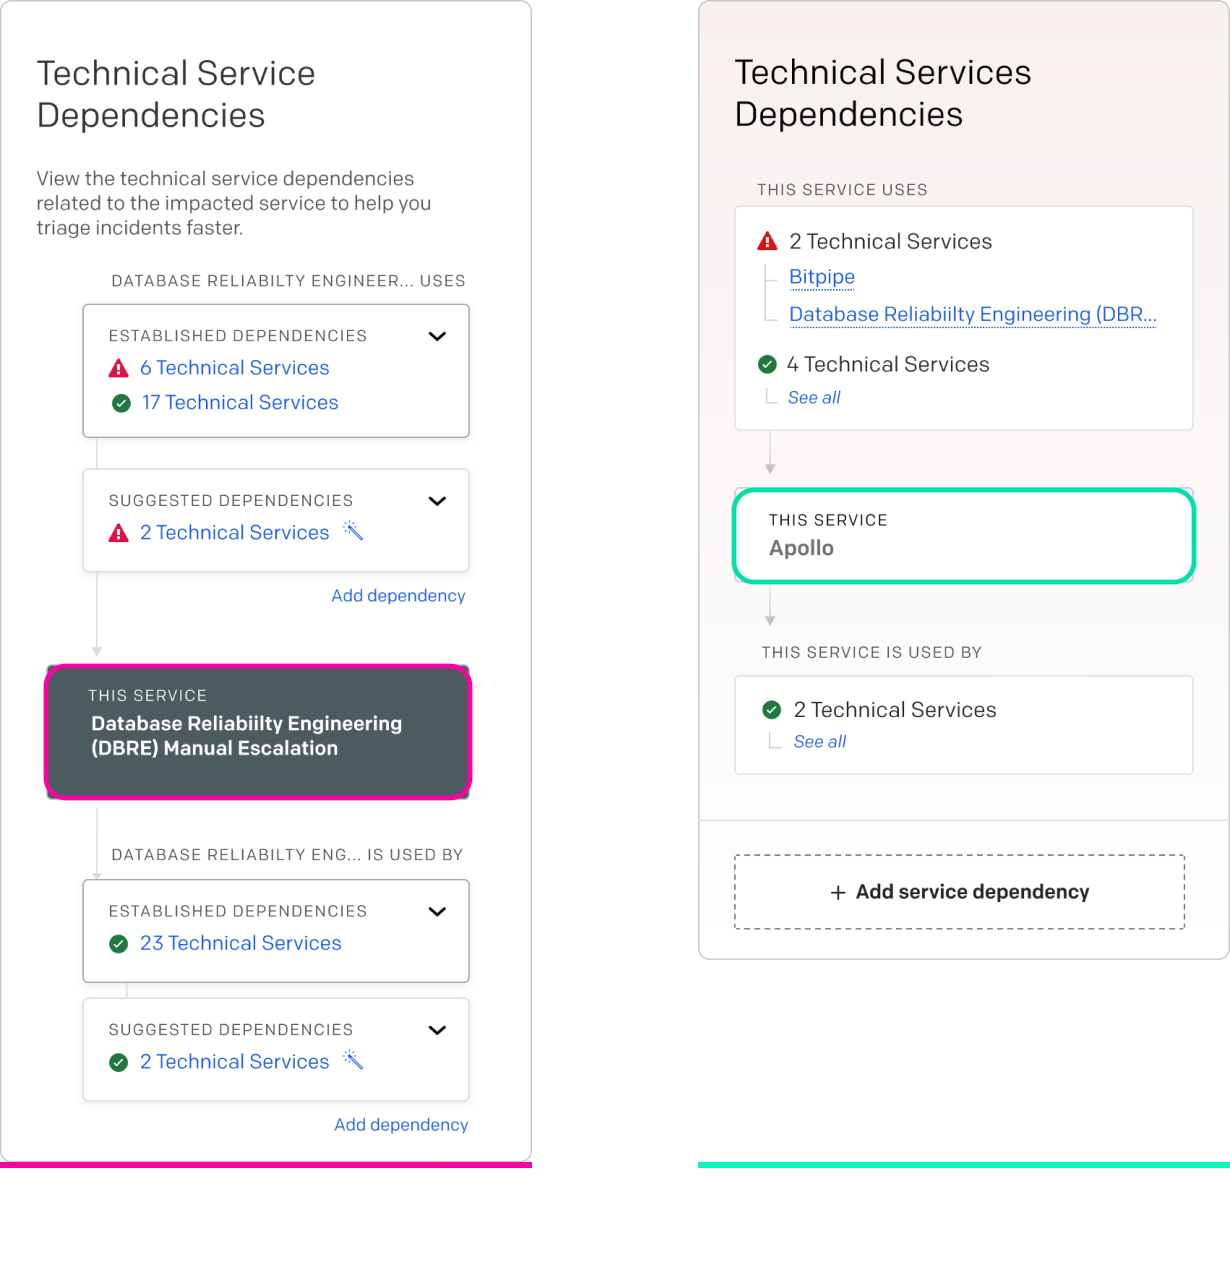 Technical Service
Dependencies
View the technical service dependencies
related to the impacted service to help you
triage incidents faster.
DATABASE RELIABILTY ENGINEER... USES
ESTABLISHED DEPENDENCIES
6 Technical Services
17 Technical Services
SUGGESTED DEPENDENCIES
2 Technical Services
Add dependency
THIS SERVICE
Database Reliabiilty Engineering
(DBRE) Manual Escalation
DATABASE RELIABILTY ENG... IS USED BY
ESTABLISHED DEPENDENCIES
23 Technical Services
SUGGESTED DEPENDENCIES
2 Technical Services
Add dependency
Technical Services
Dependencies
THIS SERVICE USES
2 Technical Services
Bitpipe
Database Reliabiilty Engineering (DBR...
4 Technical Services
See all
THIS SERVICE
Apollo
THIS SERVICE IS USED BY
2 Technical Services
See all
+ Add service dependency